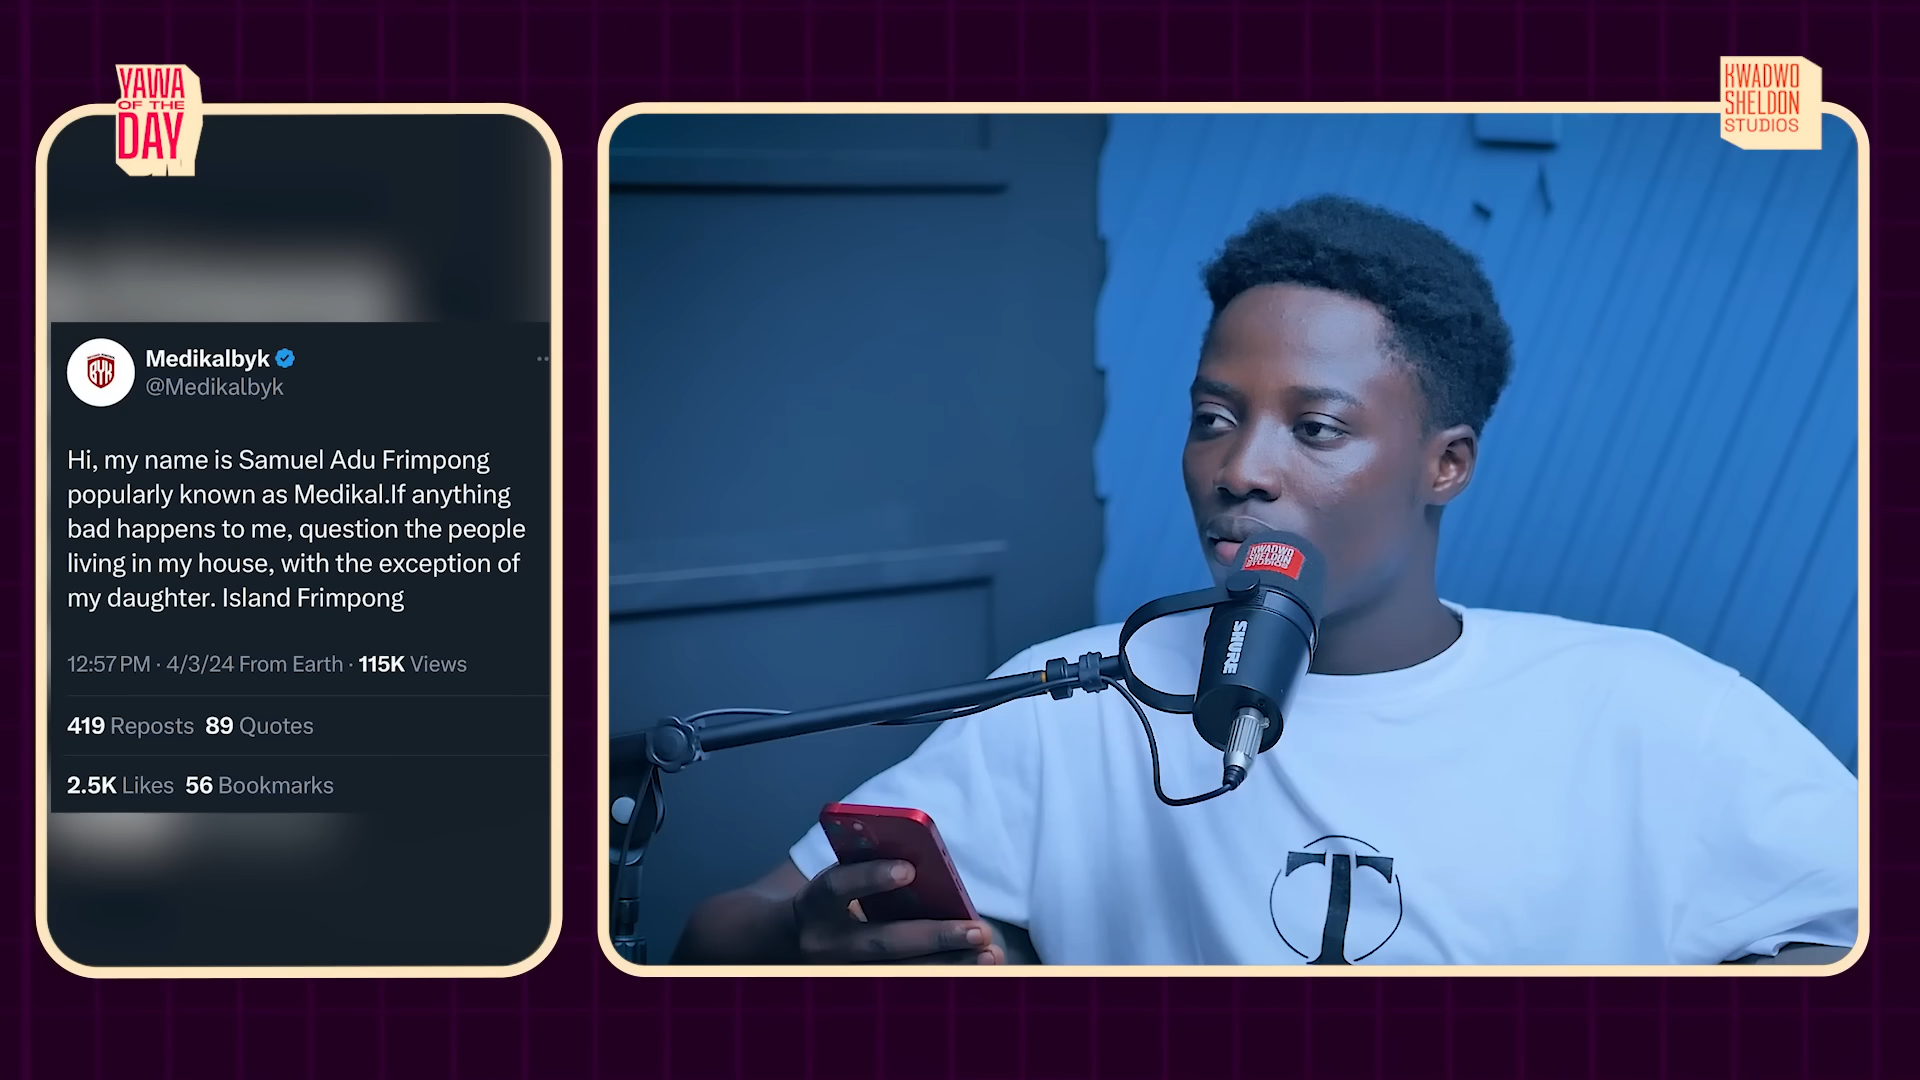 YAWA
OF THE
DAY
KWADWO
SHELDON
STUDIOS
Medikalbyk
@Medikalbyk
Hi, my name is Samuel Adu Frimpong
popularly known as Medikal.If anything
bad happens to me, question the people
living in my house, with the exception of
my daughter. Island Frimpong
12:57 PM · 4/3/24 From Earth · 115K Views
419 Reposts 89 Quotes
2.5K Likes 56 Bookmarks
BYK
KWADWO
SHELDON
STUDIOS
SHURE
T